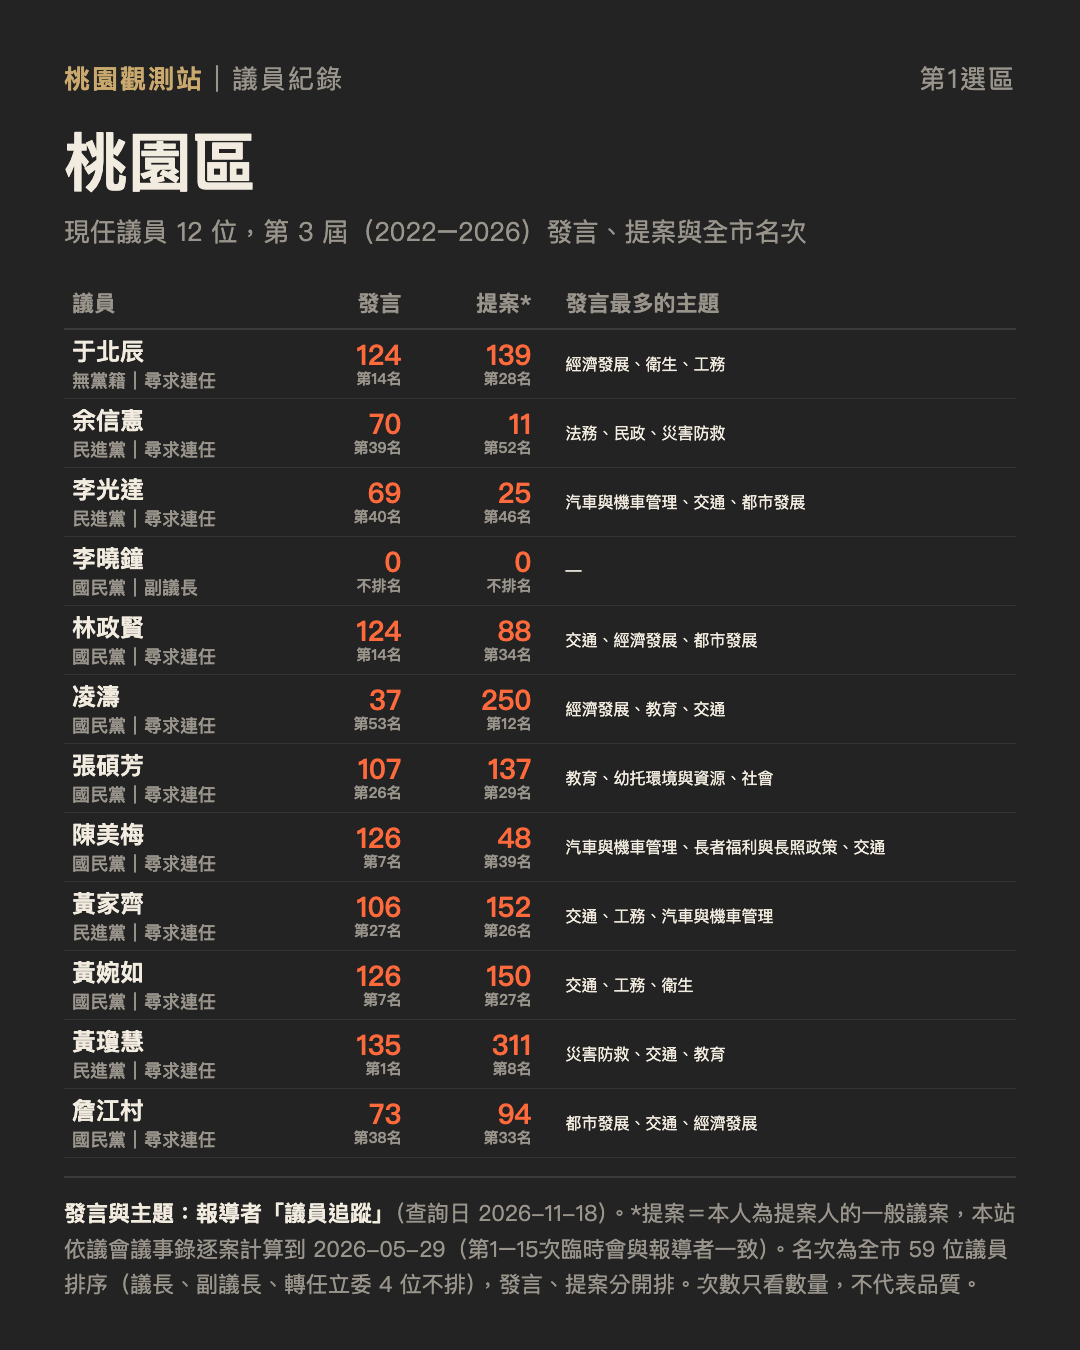 桃園觀測站｜議員紀錄
第1選區
桃園區
現任議員 12 位，第 3 屆（2022—2026）發言、提案與全市名次
議員 發言 提案* 發言最多的主題
于北辰 124 139 經濟發展、衛生、工務
無黨籍｜尋求連任 第14名 第28名
余信憲 70 11 法務、民政、災害防救
民進黨｜尋求連任 第39名 第52名
李光達 69 25 汽車與機車管理、交通、都市發展
民進黨｜尋求連任 第40名 第46名
李曉鐘 0 0 —
國民黨｜副議長 不排名 不排名
林政賢 124 88 交通、經濟發展、都市發展
國民黨｜尋求連任 第14名 第34名
凌濤 37 250 經濟發展、教育、交通
國民黨｜尋求連任 第53名 第12名
張碩芳 107 137 教育、幼托環境與資源、社會
國民黨｜尋求連任 第26名 第29名
陳美梅 126 48 汽車與機車管理、長者福利與長照政策、交通
國民黨｜尋求連任 第7名 第39名
黃家齊 106 152 交通、工務、汽車與機車管理
民進黨｜尋求連任 第27名 第26名
黃婉如 126 150 交通、工務、衛生
國民黨｜尋求連任 第7名 第27名
黃瓊慧 135 311 災害防救、交通、教育
民進黨｜尋求連任 第1名 第8名
詹江村 73 94 都市發展、交通、經濟發展
國民黨｜尋求連任 第38名 第33名
發言與主題：報導者「議員追蹤」（查詢日 2026–11–18）。*提案＝本人為提案人的一般議案，本站
依議會議事錄逐案計算到 2026–05–29（第1—15次臨時會與報導者一致）。名次為全市 59 位議員
排序（議長、副議長、轉任立委 4 位不排），發言、提案分開排。次數只看數量，不代表品質。